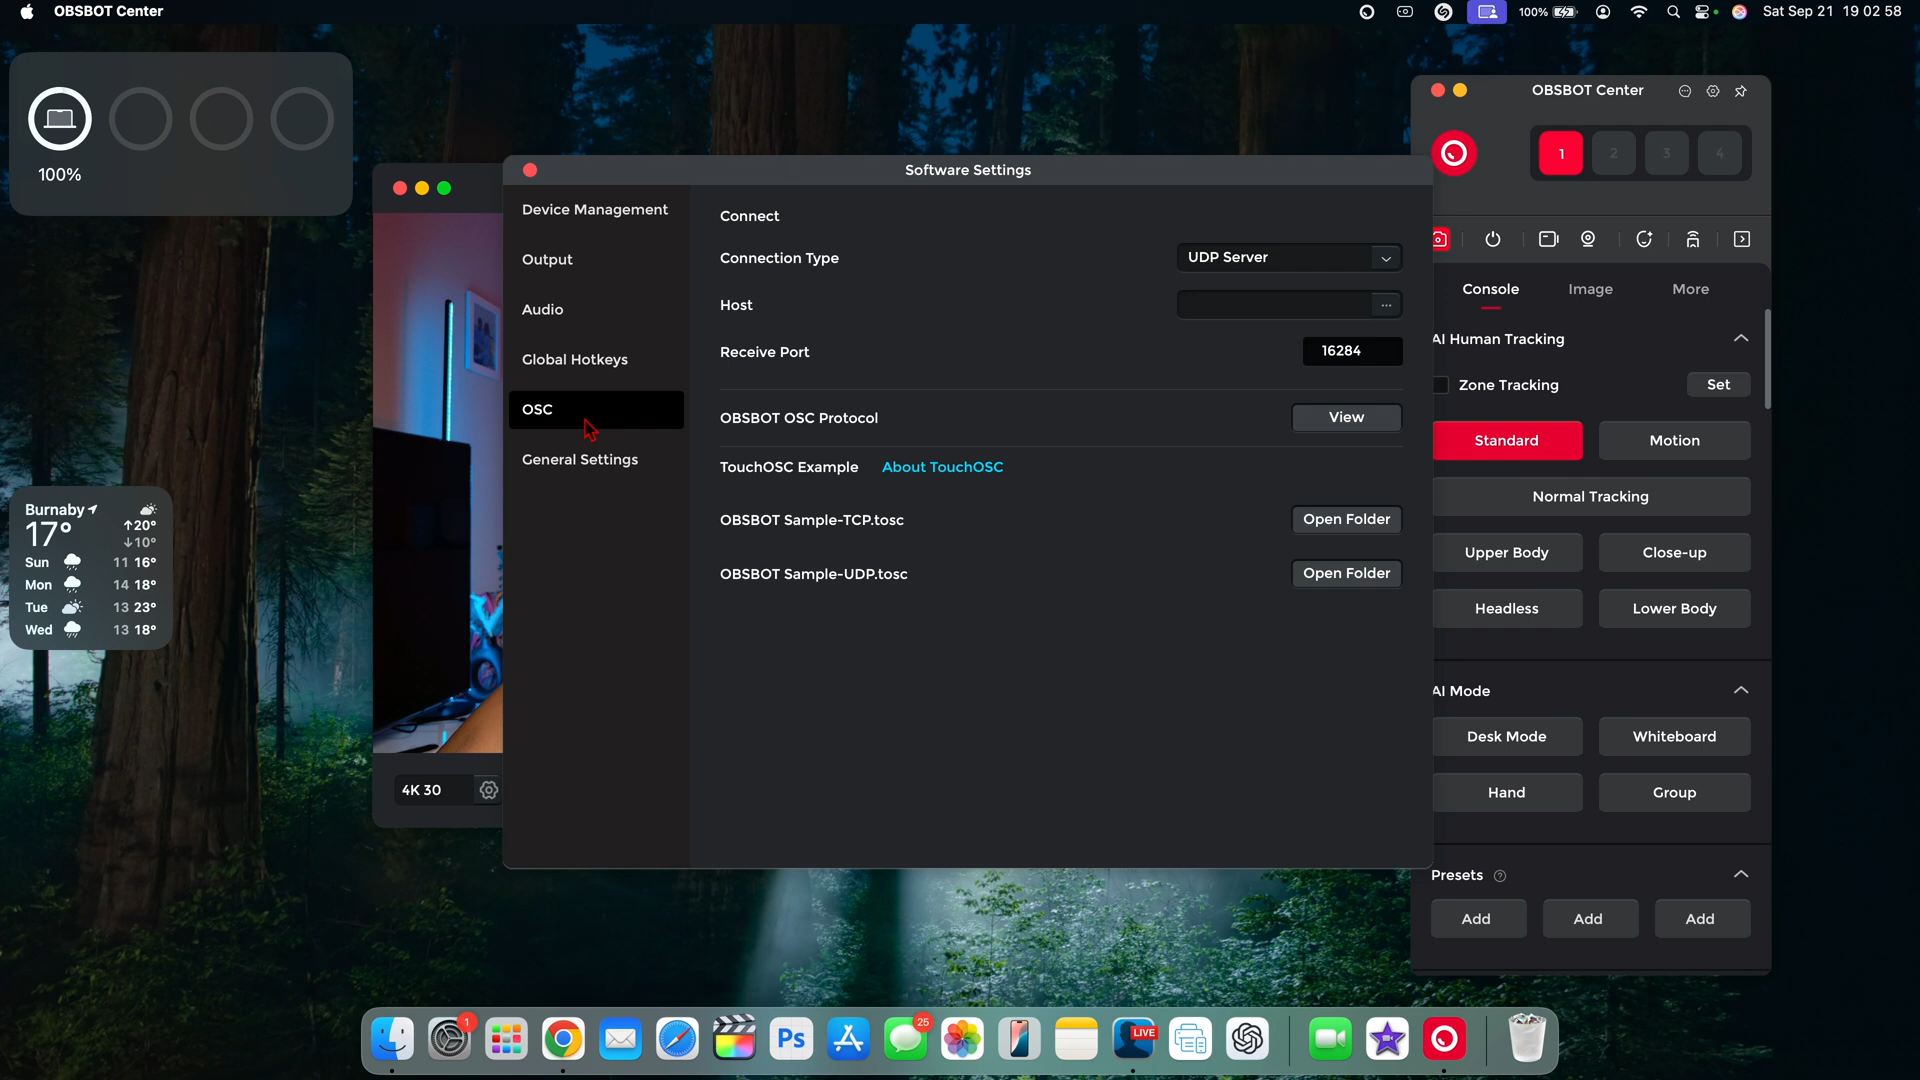 OBSBOT Center
100%
Sat Sep 21 19 02 58
100%
Burnaby
17°
↑20°
↓10°
Sun 11 16°
Mon 14 18°
Tue 13 23°
Wed 13 18°
4K 30
Software Settings
Device Management
Output
Audio
Global Hotkeys
OSC
General Settings
Connect
Connection Type
UDP Server
Host
...
Receive Port
16284
OBSBOT OSC Protocol
View
TouchOSC Example
About TouchOSC
OBSBOT Sample-TCP.tosc
Open Folder
OBSBOT Sample-UDP.tosc
Open Folder
OBSBOT Center
1
2
3
4
Console
Image
More
AI Human Tracking
Zone Tracking
Set
Standard
Motion
Normal Tracking
Upper Body
Close-up
Headless
Lower Body
AI Mode
Desk Mode
Whiteboard
Hand
Group
Presets ?
Add
Add
Add
1
Ps
25
LIVE